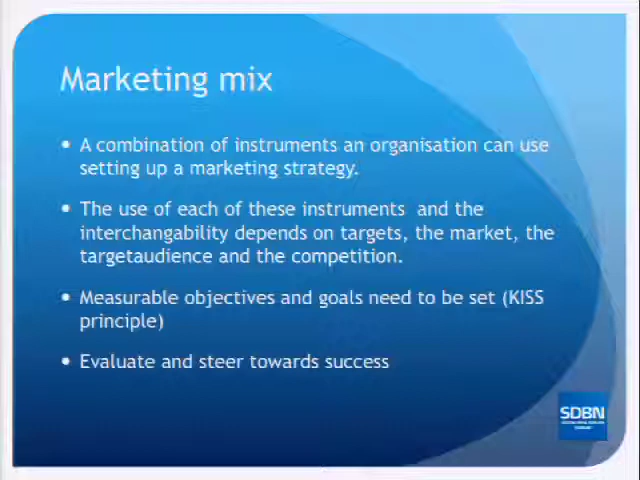 Marketing mix
A combination of instruments an organisation can use
setting up a marketing strategy.
The use of each of these instruments and the
interchangability depends on targets, the market, the
targetaudience and the competition.
Measurable objectives and goals need to be set (KISS
principle)
Evaluate and steer towards success
SDBN